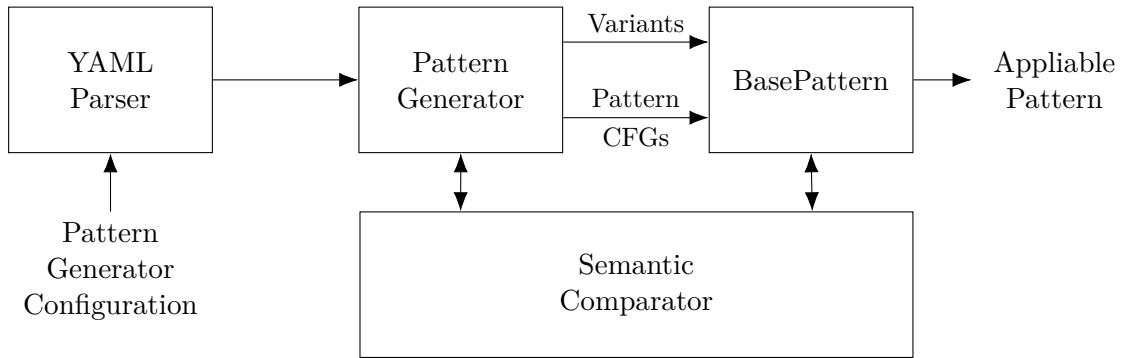 YAML
Parser
Pattern
Generator
Variants
Pattern
CFGs
BasePattern
Appliable
Pattern
Pattern
Generator
Configuration
Semantic
Comparator